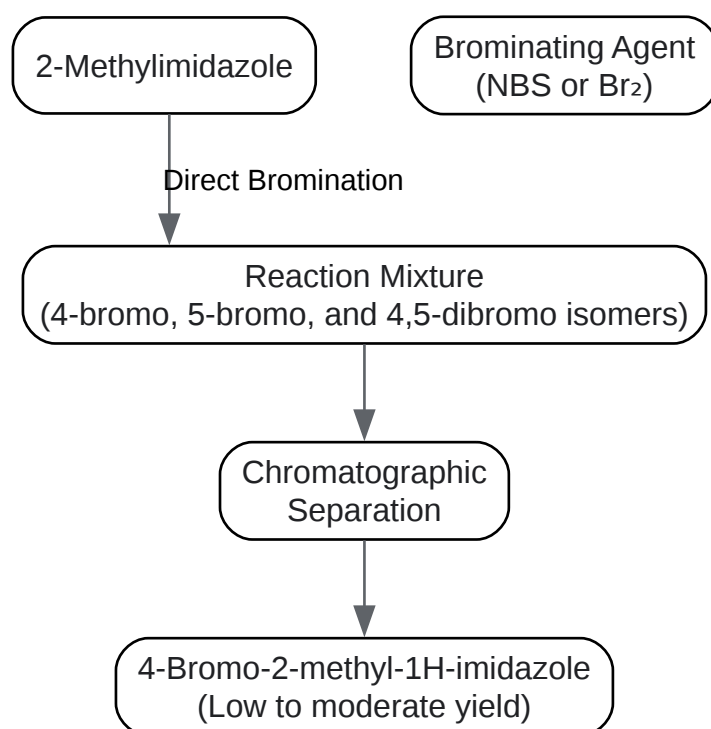 2-Methylimidazole
Brominating Agent
(NBS or Br₂)
Direct Bromination
Reaction Mixture
(4-bromo, 5-bromo, and 4,5-dibromo isomers)
Chromatographic
Separation
4-Bromo-2-methyl-1H-imidazole
(Low to moderate yield)